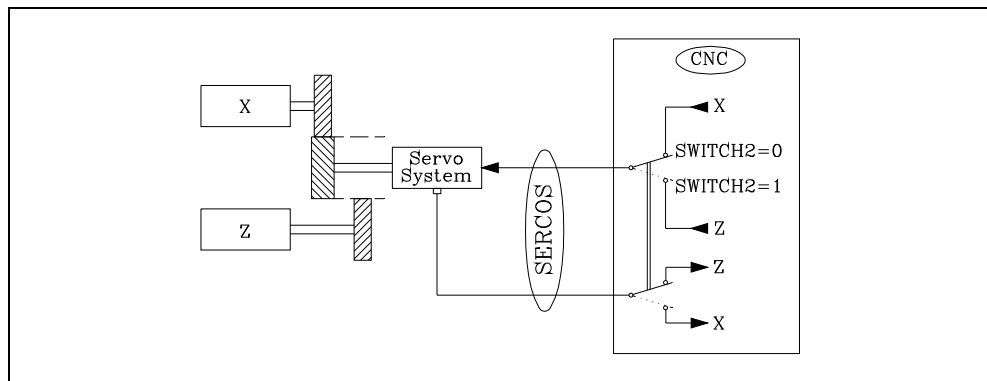 CNC
X
X
SWITCH2=0
Servo
System
SWITCH2=1
SERCOS
Z
Z
Z
X